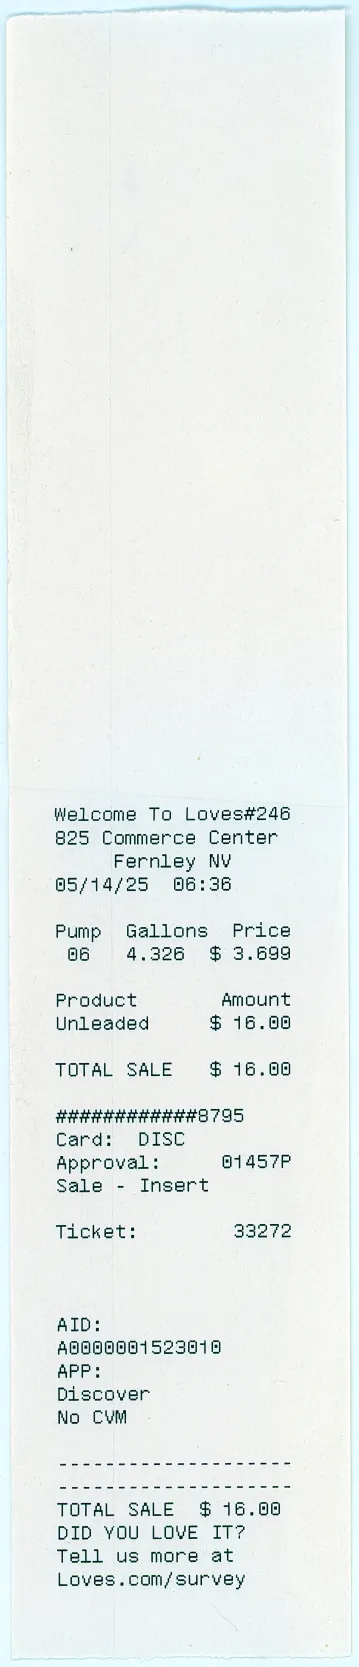 Welcome To Loves#246
825 Commerce Center
Fernley NV
05/14/25 06:36
Pump Gallons Price
06 4.326 $ 3.699
Product Amount
Unleaded $ 16.00
TOTAL SALE $ 16.00
############8795
Card: DISC
Approval: 01457P
Sale - Insert
Ticket: 33272
AID:
A0000001523010
APP:
Discover
No CVM
--------------------
--------------------
TOTAL SALE $ 16.00
DID YOU LOVE IT?
Tell us more at
Loves.com/survey